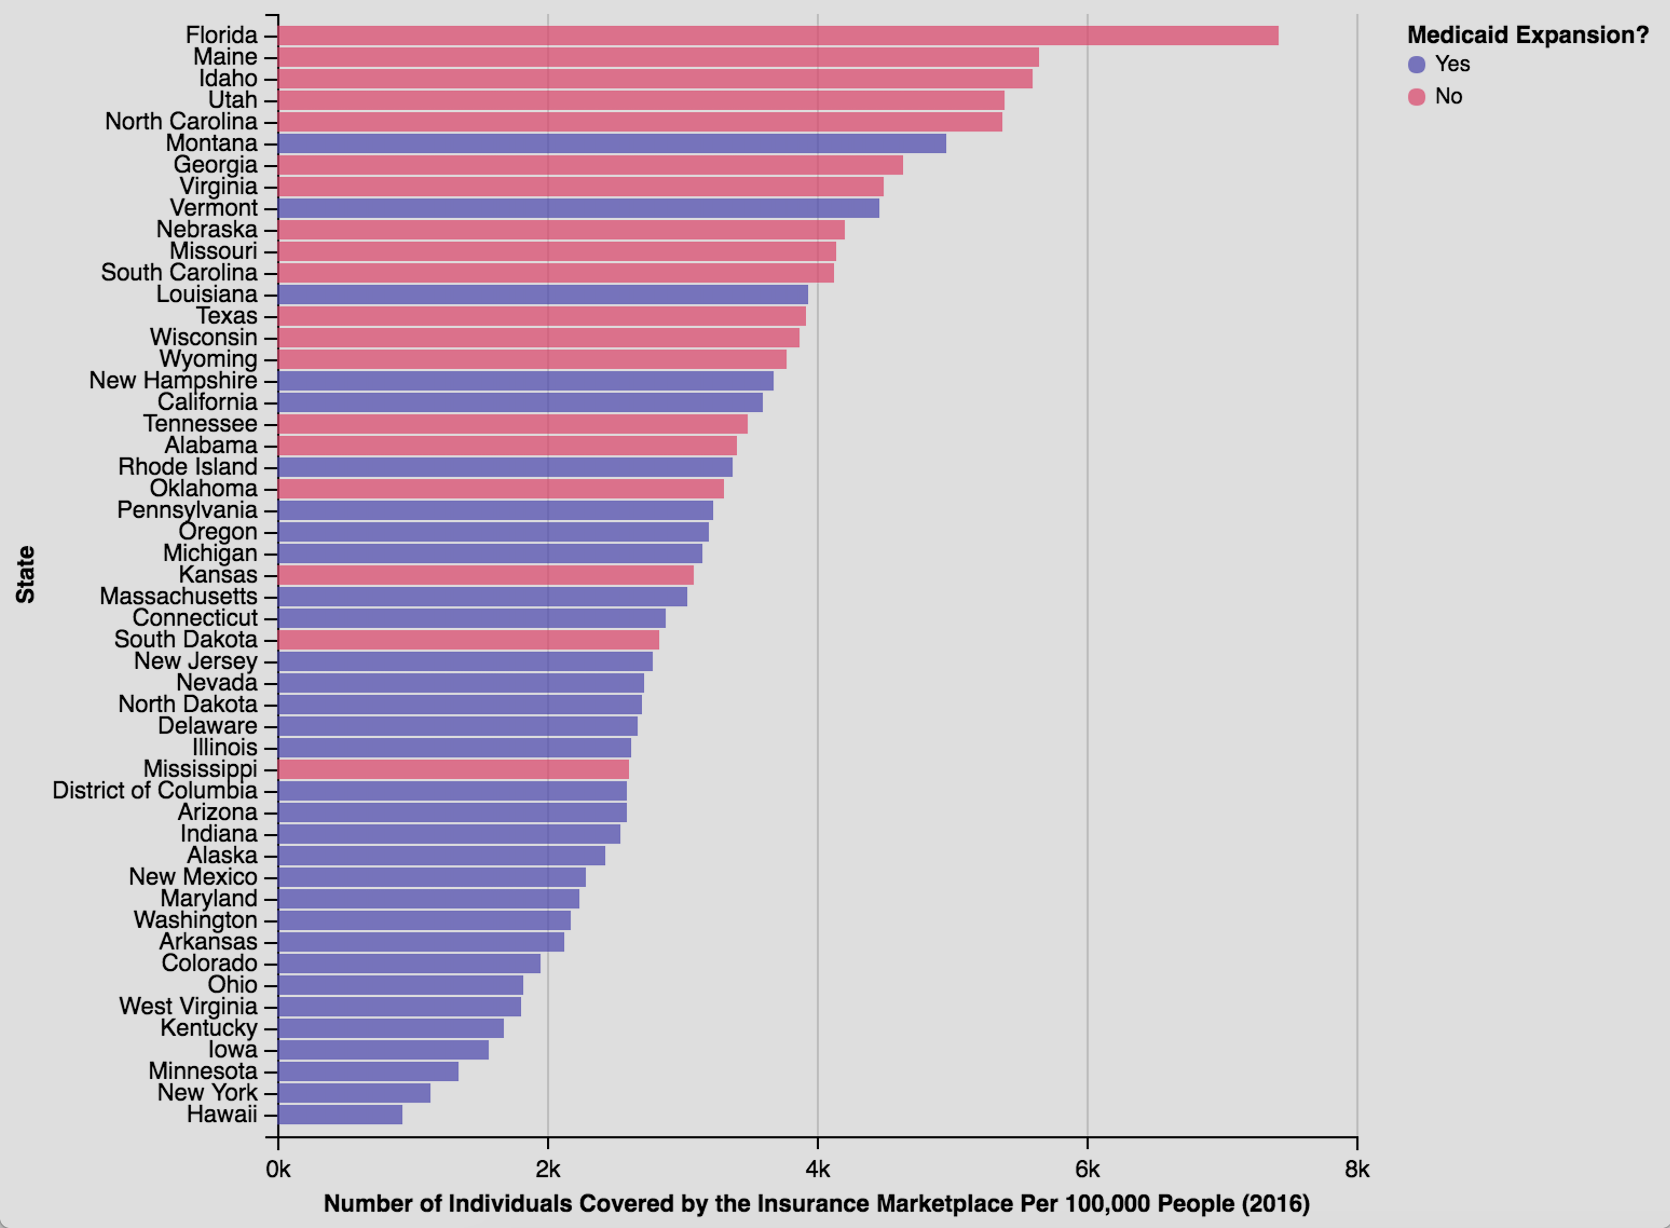 Florida
Maine
Idaho
Utah
North Carolina
Montana
Georgia
Virginia
Vermont
Nebraska
Missouri
South Carolina
Louisiana
Texas
Wisconsin
Wyoming
New Hampshire
California
Tennessee
Alabama
Rhode Island
Oklahoma
Pennsylvania
Oregon
Michigan
Kansas
Massachusetts
Connecticut
South Dakota
New Jersey
Nevada
North Dakota
Delaware
Illinois
Mississippi
District of Columbia
Arizona
Indiana
Alaska
New Mexico
Maryland
Washington
Arkansas
Colorado
Ohio
West Virginia
Kentucky
Iowa
Minnesota
New York
Hawaii
State
0k 2k 4k 6k 8k
Number of Individuals Covered by the Insurance Marketplace Per 100,000 People (2016)
Medicaid Expansion?
Yes
No